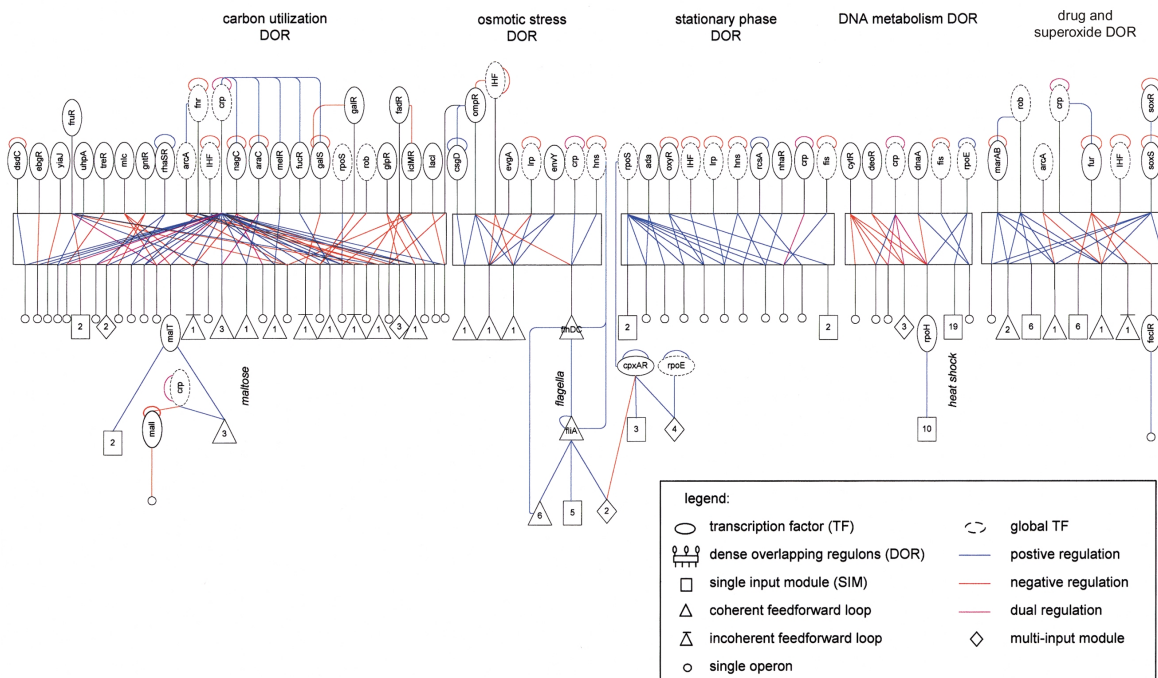 carbon utilization
DOR
osmotic stress
DOR
stationary phase
DOR
DNA metabolism DOR
drug and
superoxide DOR
fnr
crp
galR
fadR
fruR
dsdC
ebgR
yiaJ
uhpA
treR
mlc
gntR
rhaSR
arcA
IHF
nagC
araC
melR
fucR
galS
rpoS
rob
glpR
iclMR
lacI
IHF
ompR
csgD
evgA
lrp
envY
crp
hns
rpoS
ada
oxyR
IHF
lrp
hns
rcsA
nhaR
crp
fis
cytR
deoR
crp
dnaA
fis
rpoE
rob
crp
soxR
marAB
arcA
fur
IHF
soxS
2
2
malT
1
3
1
1
1
1
1
1
3
1
1
1
1
flhDC
2
2
3
rpoH
19
2
6
1
6
1
1
fecIR
maltose
crp
malI
2
3
flagella
fliA
6
5
2
cpxAR
rpoE
3
4
heat shock
10
legend:
transcription factor (TF)
global TF
dense overlapping regulons (DOR)
postive regulation
single input module (SIM)
negative regulation
coherent feedforward loop
dual regulation
incoherent feedforward loop
multi-input module
single operon